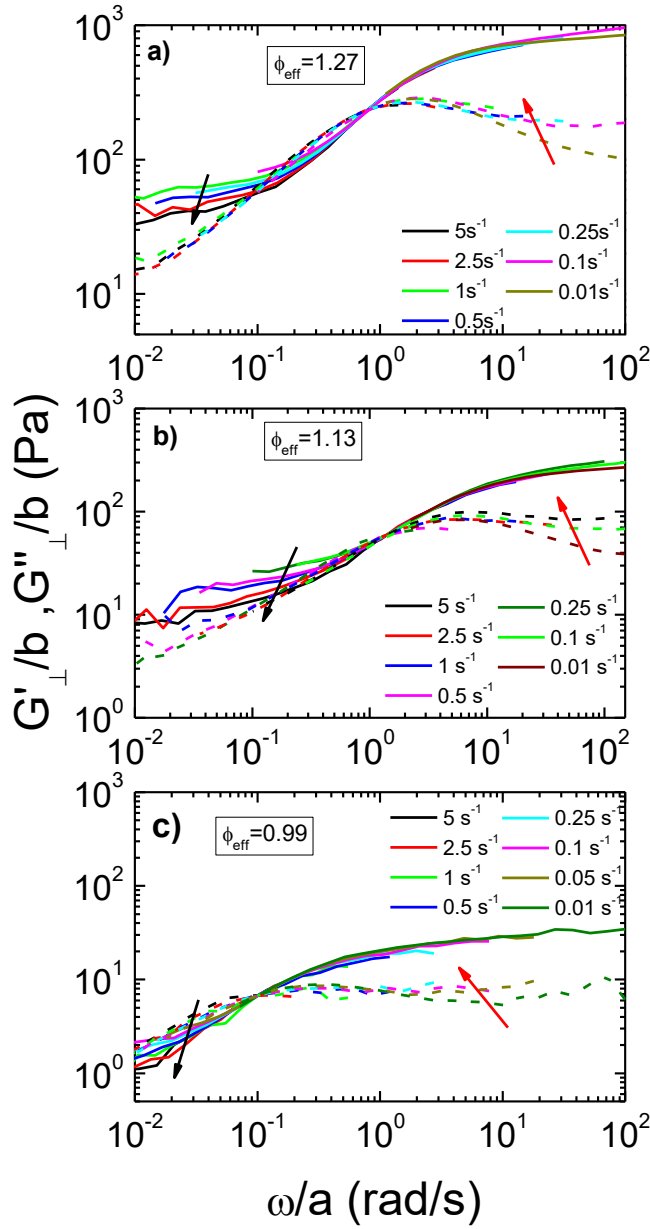 G'⊥/b ,G''⊥/b (Pa)
10³
a)
ϕeff=1.27
10²
10¹
5s⁻¹
2.5s⁻¹
1s⁻¹
0.5s⁻¹
0.25s⁻¹
0.1s⁻¹
0.01s⁻¹
10⁻² 10⁻¹ 10⁰ 10¹ 10²
10³
b)
ϕeff=1.13
10²
10¹
10⁰
5 s⁻¹
2.5 s⁻¹
1 s⁻¹
0.5 s⁻¹
0.25 s⁻¹
0.1 s⁻¹
0.01 s⁻¹
10⁻² 10⁻¹ 10⁰ 10¹ 10²
10³
c)
ϕeff=0.99
10²
10¹
10⁰
5 s⁻¹
2.5 s⁻¹
1 s⁻¹
0.5 s⁻¹
0.25 s⁻¹
0.1 s⁻¹
0.05 s⁻¹
0.01 s⁻¹
10⁻² 10⁻¹ 10⁰ 10¹ 10²
ω/a (rad/s)